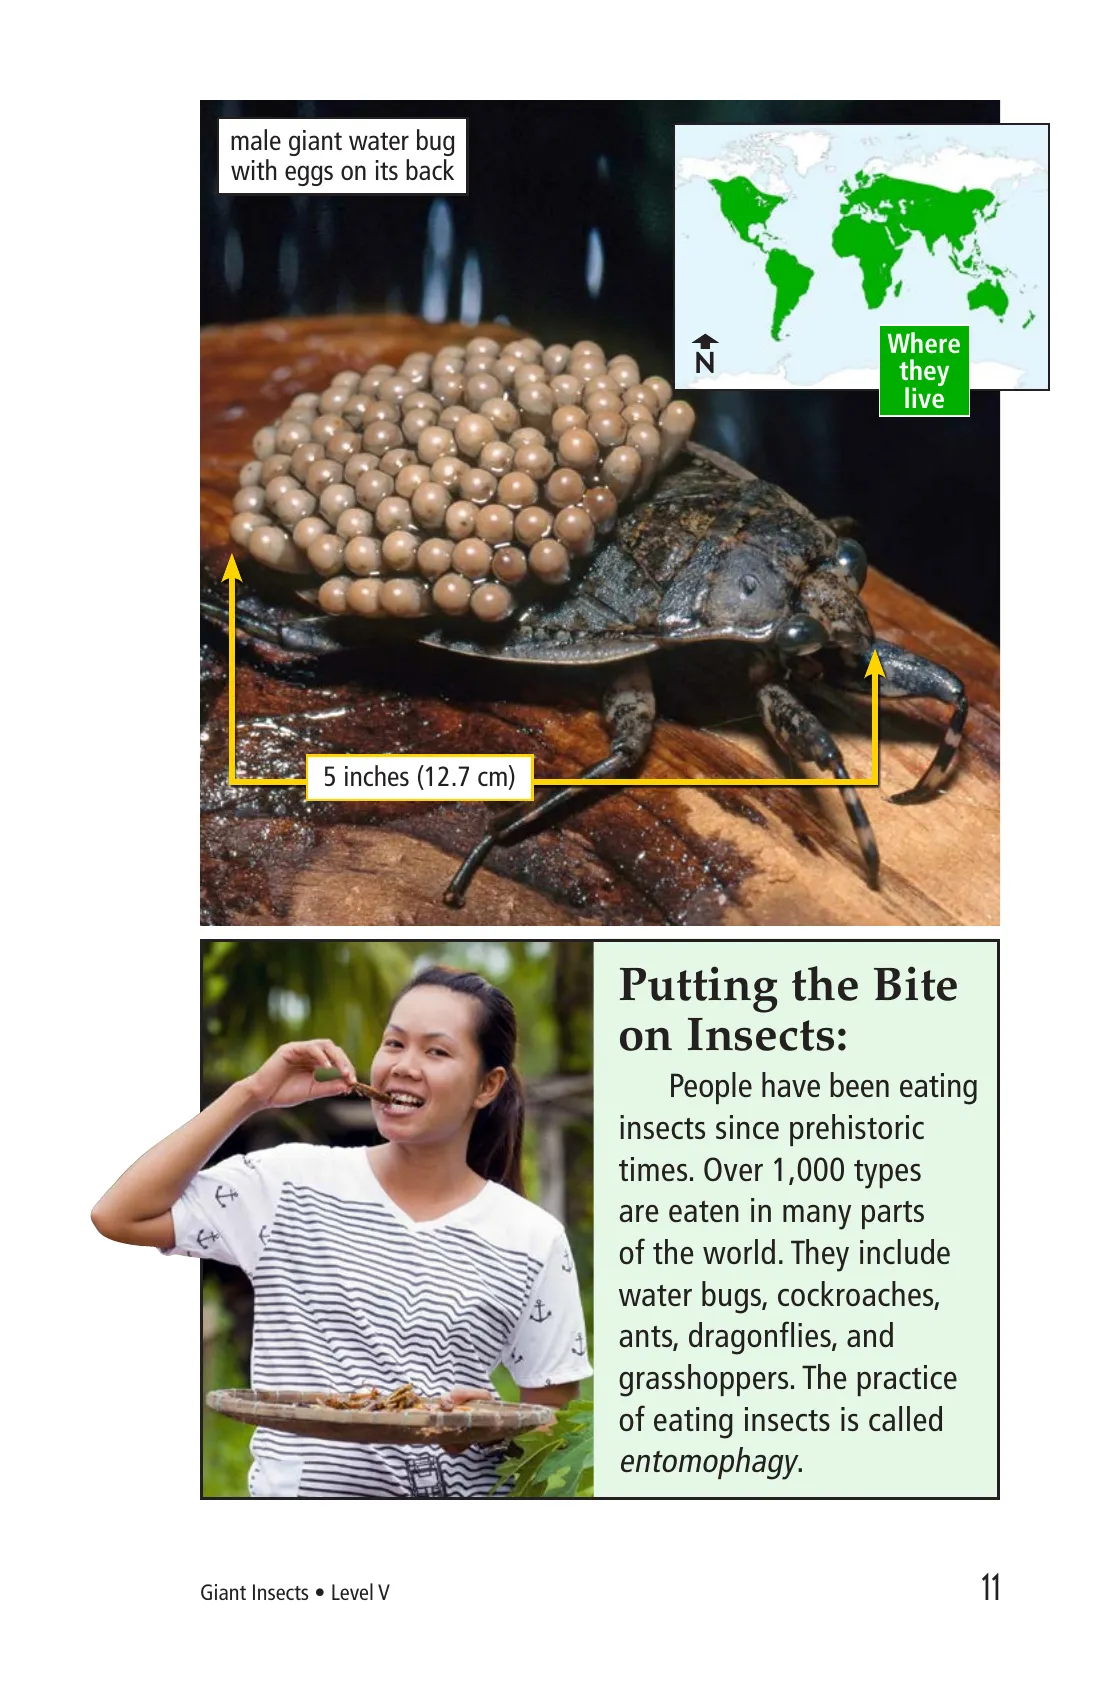 male giant water bug
with eggs on its back
N
Where
they
live
5 inches (12.7 cm)
Putting the Bite
on Insects:
People have been eating
insects since prehistoric
times. Over 1,000 types
are eaten in many parts
of the world. They include
water bugs, cockroaches,
ants, dragonflies, and
grasshoppers. The practice
of eating insects is called
entomophagy.
Giant Insects • Level V
11